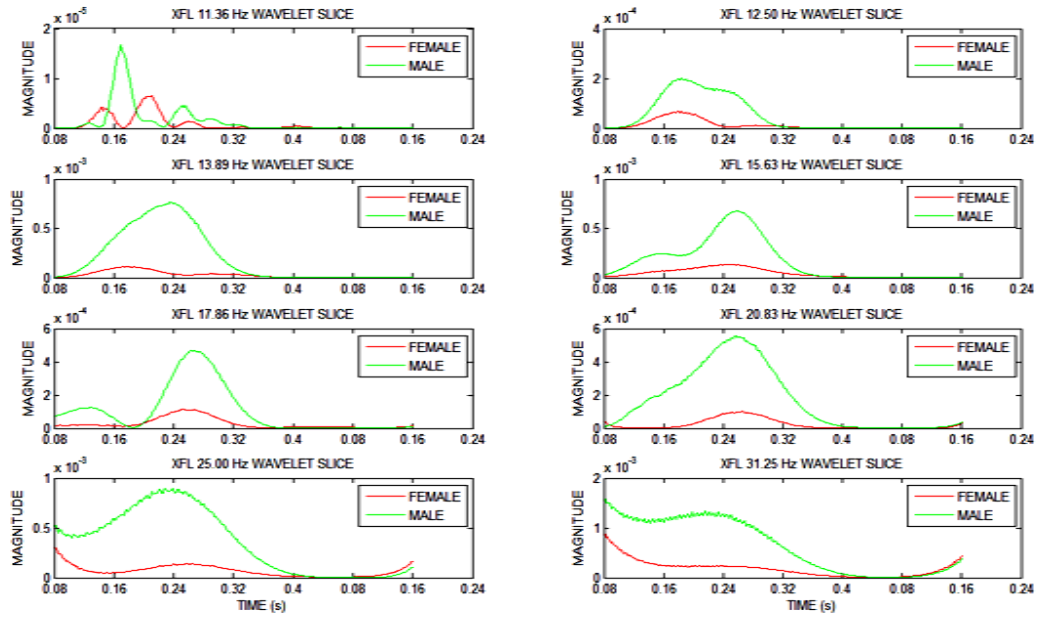 XFL 11.36 Hz WAVELET SLICE
x 10⁻⁵
MAGNITUDE
2
1
0
FEMALE
MALE
0.08 0.16 0.24 0.32 0.4 0.32 0.16 0.24
XFL 12.50 Hz WAVELET SLICE
x 10⁻⁴
MAGNITUDE
4
2
0
FEMALE
MALE
0.08 0.16 0.24 0.32 0.4 0.32 0.16 0.24
XFL 13.89 Hz WAVELET SLICE
x 10⁻³
MAGNITUDE
1
0.5
0
FEMALE
MALE
0.08 0.16 0.24 0.32 0.4 0.32 0.16 0.24
XFL 15.63 Hz WAVELET SLICE
x 10⁻³
MAGNITUDE
1
0.5
0
FEMALE
MALE
0.08 0.16 0.24 0.32 0.4 0.32 0.16 0.24
XFL 17.86 Hz WAVELET SLICE
x 10⁻⁴
MAGNITUDE
6
4
2
0
FEMALE
MALE
0.08 0.16 0.24 0.32 0.4 0.32 0.16 0.24
XFL 20.83 Hz WAVELET SLICE
x 10⁻⁴
MAGNITUDE
6
4
2
0
FEMALE
MALE
0.08 0.16 0.24 0.32 0.4 0.32 0.16 0.24
XFL 25.00 Hz WAVELET SLICE
x 10⁻³
MAGNITUDE
1
0.5
0
FEMALE
MALE
0.08 0.16 0.24 0.32 0.4 0.32 0.16 0.24
TIME (s)
XFL 31.25 Hz WAVELET SLICE
x 10⁻³
MAGNITUDE
2
1
0
FEMALE
MALE
0.08 0.16 0.24 0.32 0.4 0.32 0.16 0.24
TIME (s)